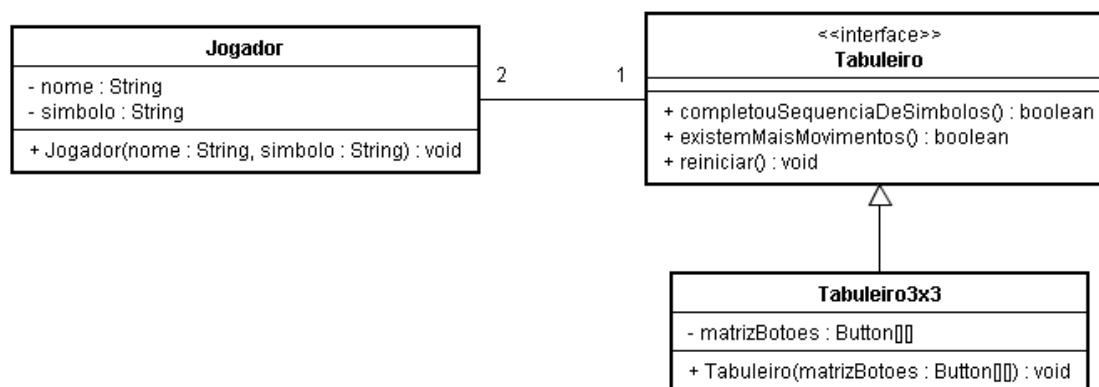 Jogador
- nome : String
- simbolo : String
+ Jogador(nome : String, simbolo : String) : void
2
1
<<interface>>
Tabuleiro
+ completouSequenciaDeSimbolos() : boolean
+ existemMaisMovimentos() : boolean
+ reiniciar() : void
Tabuleiro3x3
- matrizBotoes : Button[][]
+ Tabuleiro(matrizBotoes : Button[][]) : void